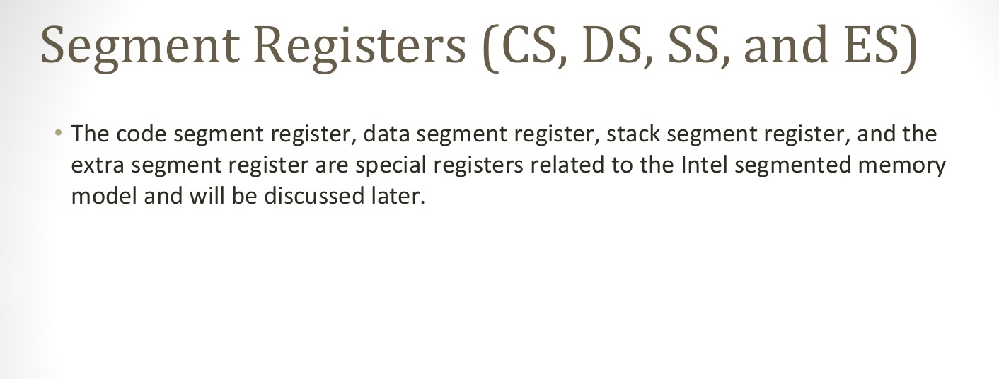 Segment Registers (CS, DS, SS, and ES)
• The code segment register, data segment register, stack segment register, and the
extra segment register are special registers related to the Intel segmented memory
model and will be discussed later.